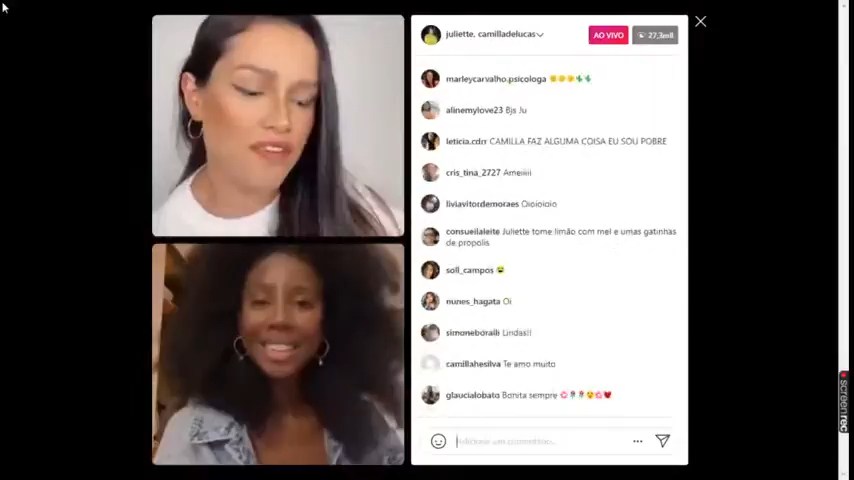 juliette, camilladelucas
AO VIVO
27,3mil
marleycarvalho.psicologa
alinemylove23 Bjs Ju
leticia.cdrr CAMILLA FAZ ALGUMA COISA EU SOU POBRE
cris_tina_2727 Ameiiiii
liviavitordemoraes Oioioioio
consueilaleite Juliette tome limão com mel e umas gatinhas
de própolis
soll_campos
nunes_hagata Oi
simoneboralli Lindas!!
camillahesilva Te amo muito
glaucialobato Bonita sempre
Adicione um comentário...
screenrec